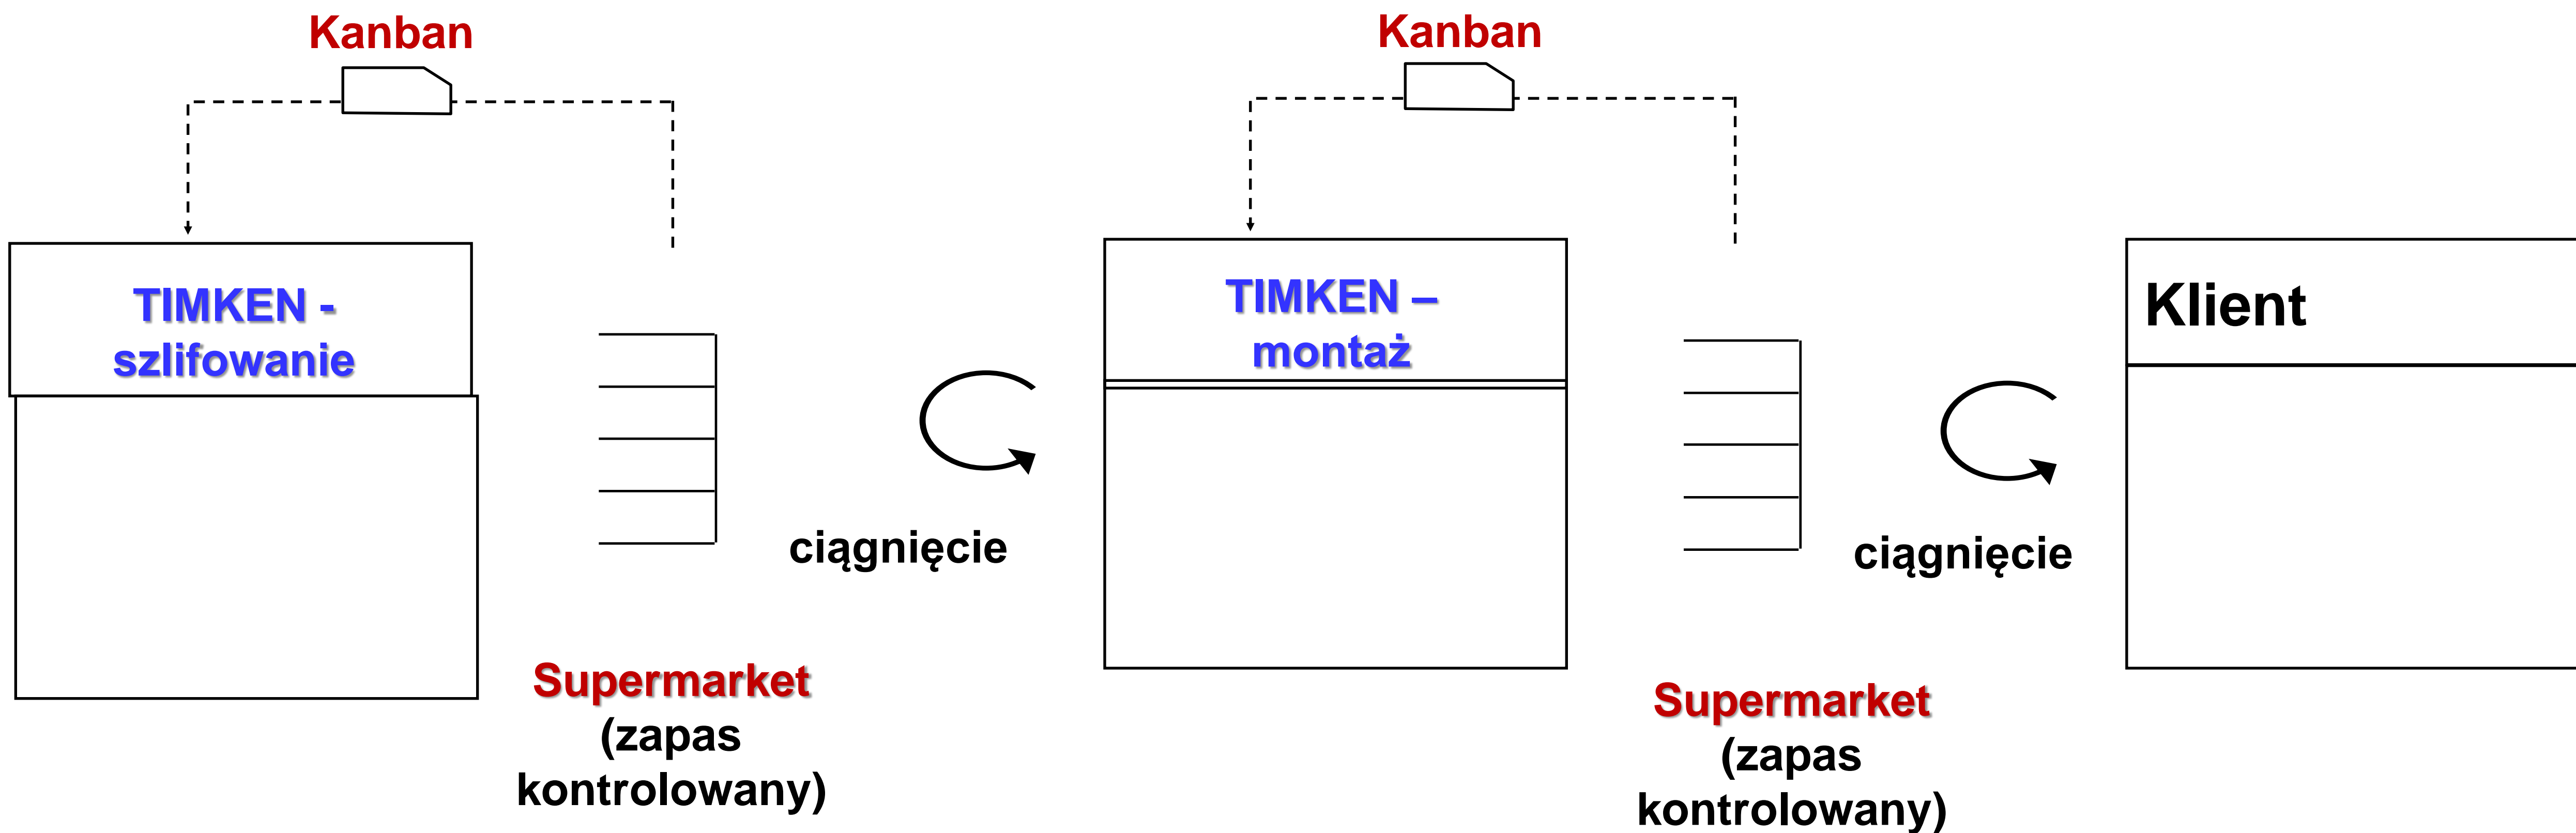 Kanban
Kanban
TIMKEN -
szlifowanie
TIMKEN –
montaż
Klient
ciągnięcie
ciągnięcie
Supermarket
(zapas
kontrolowany)
Supermarket
(zapas
kontrolowany)